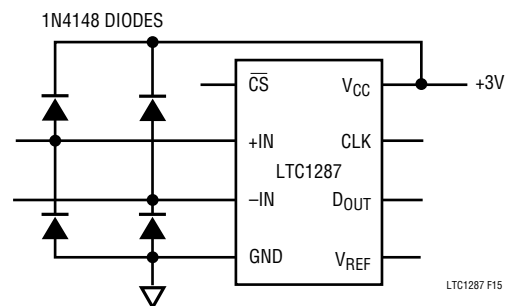 1N4148 DIODES
CS VCC +3V
+IN CLK
LTC1287
–IN DOUT
GND VREF
LTC1287 F15